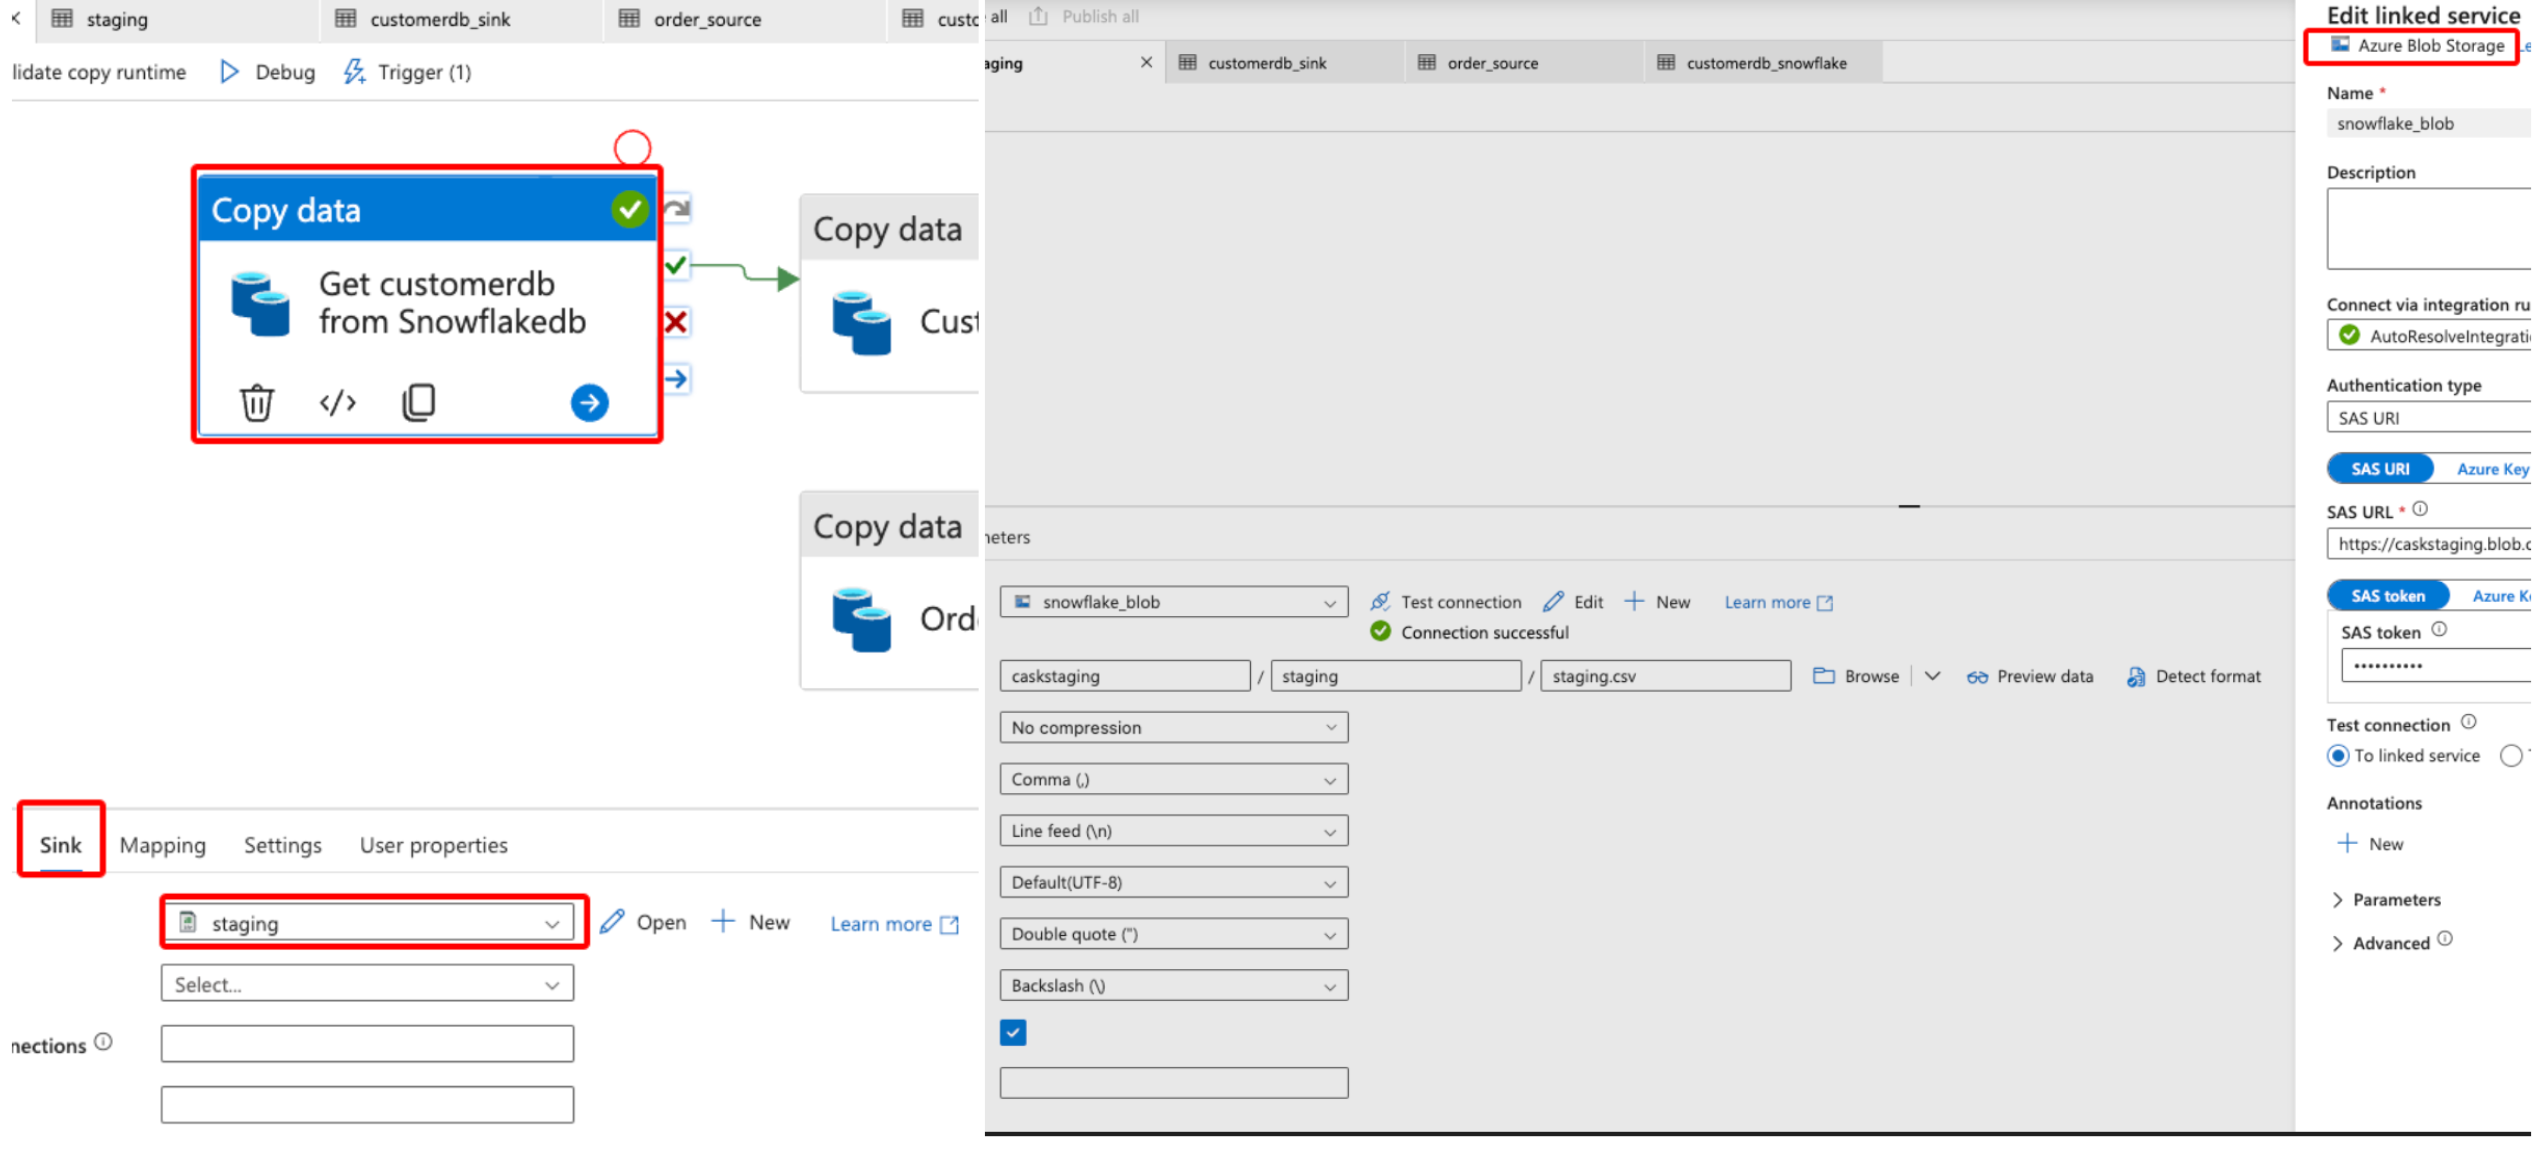 staging
customerdb_sink
order_source
custo
lidate copy runtime
Debug
Trigger (1)
Copy data
Get customerdb
from Snowflakedb
Copy data
Cust
Copy data
Ord
Sink
Mapping
Settings
User properties
staging
Open
New
Learn more
Select...
nections
all
Publish all
aging
customerdb_sink
order_source
customerdb_snowflake
neters
snowflake_blob
Test connection
Edit
New
Learn more
Connection successful
caskstaging / staging / staging.csv
Browse
Preview data
Detect format
No compression
Comma (,)
Line feed (\n)
Default(UTF-8)
Double quote (")
Backslash (\)
Edit linked service
Azure Blob Storage
Name *
snowflake_blob
Description
Connect via integration ru
AutoResolveIntegrati
Authentication type
SAS URI
SAS URI
Azure Key
SAS URL *
https://caskstaging.blob.c
SAS token
Azure K
SAS token
••••••••••
Test connection
To linked service
Annotations
New
Parameters
Advanced